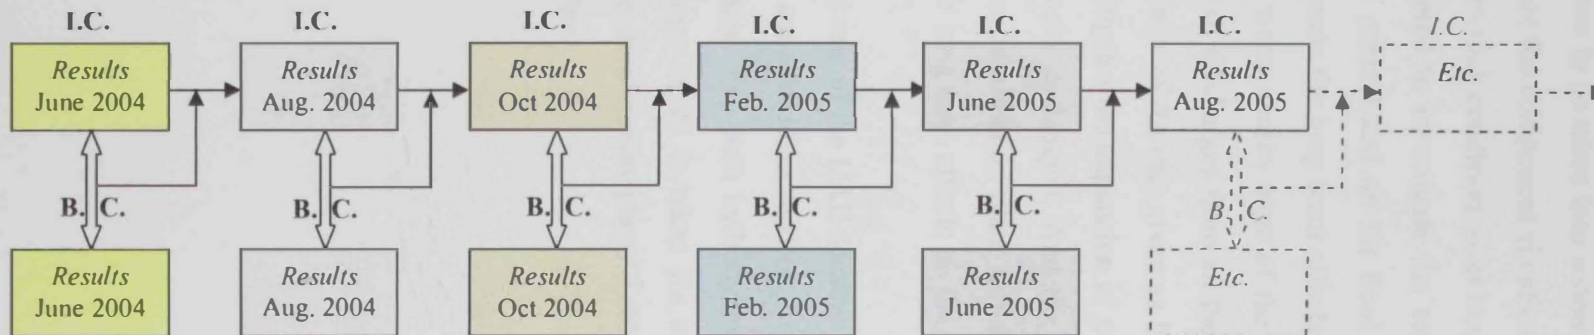 I.C. I.C. I.C. I.C. I.C. I.C. I.C.
Results Results Results Results Results Results Etc.
June 2004 Aug. 2004 Oct 2004 Feb. 2005 June 2005 Aug. 2005
B. C. B. C. B. C. B. C. B. C. B. C.
Results Results Results Results Results Etc.
June 2004 Aug. 2004 Oct 2004 Feb. 2005 June 2005